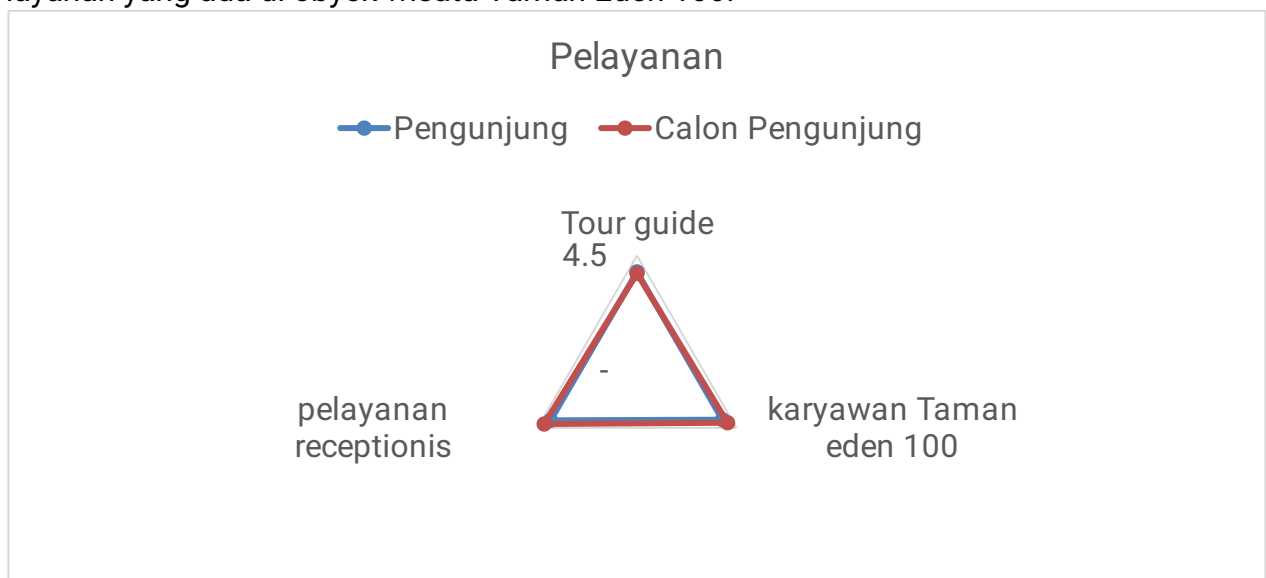 Pelayanan
Pengunjung Calon Pengunjung
Tour guide
4.5
-
pelayanan
receptionis
karyawan Taman
eden 100